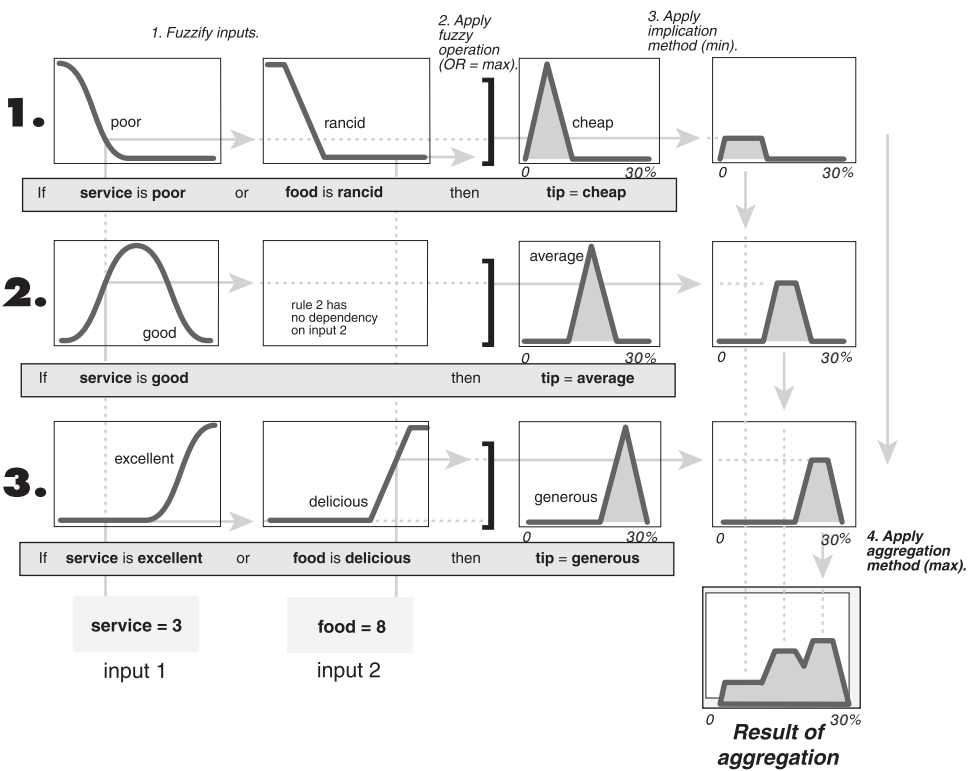 1. Fuzzify inputs.
2. Apply
fuzzy
operation
(OR = max).
3. Apply
implication
method (min).
1.
poor
rancid
cheap
0 30%
0 30%
If service is poor or food is rancid then tip = cheap
2.
good
rule 2 has
no dependency
on input 2
average
0 30%
0 30%
If service is good then tip = average
3.
excellent
delicious
generous
0 30%
0 30%
If service is excellent or food is delicious then tip = generous
4. Apply
aggregation
method (max).
service = 3
input 1
food = 8
input 2
0 30%
Result of
aggregation